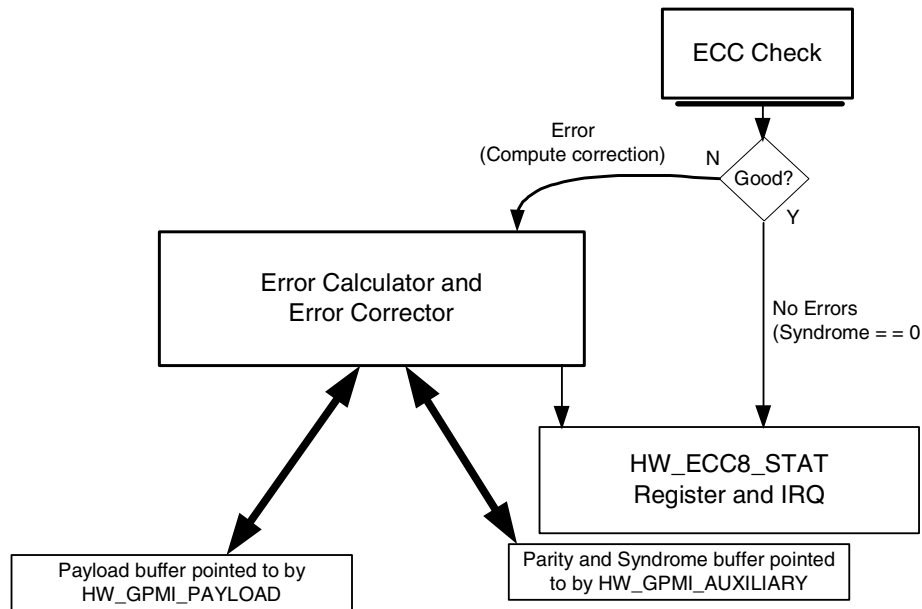 ECC Check
Error
(Compute correction)
N
Good?
Y
Error Calculator and
Error Corrector
No Errors
(Syndrome = = 0
HW_ECC8_STAT
Register and IRQ
Payload buffer pointed to by
HW_GPMI_PAYLOAD
Parity and Syndrome buffer pointed
to by HW_GPMI_AUXILIARY